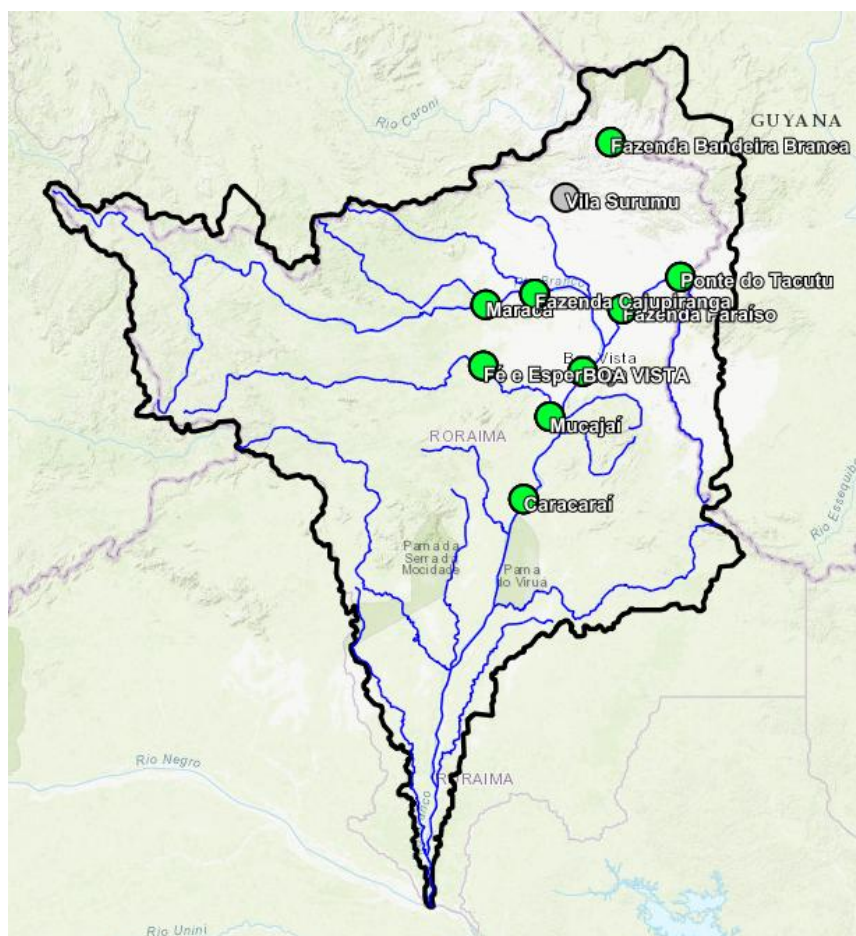 GUYANA
Rio Caroni
Fazenda Bandeira Branca
Vila Surumu
Ponte do Tacutu
Branco
Fazenda Cajupiranga
Maracá
Fazenda Paraíso
Vista
Fé e Esper
BOA VISTA
Mucajaí
RORAIMA
Caracaraí
Rio Essequibo
Parna da
Serra da
Mocidade
Parna
do Virua
Rio Negro
RORAIMA
Rio Unini